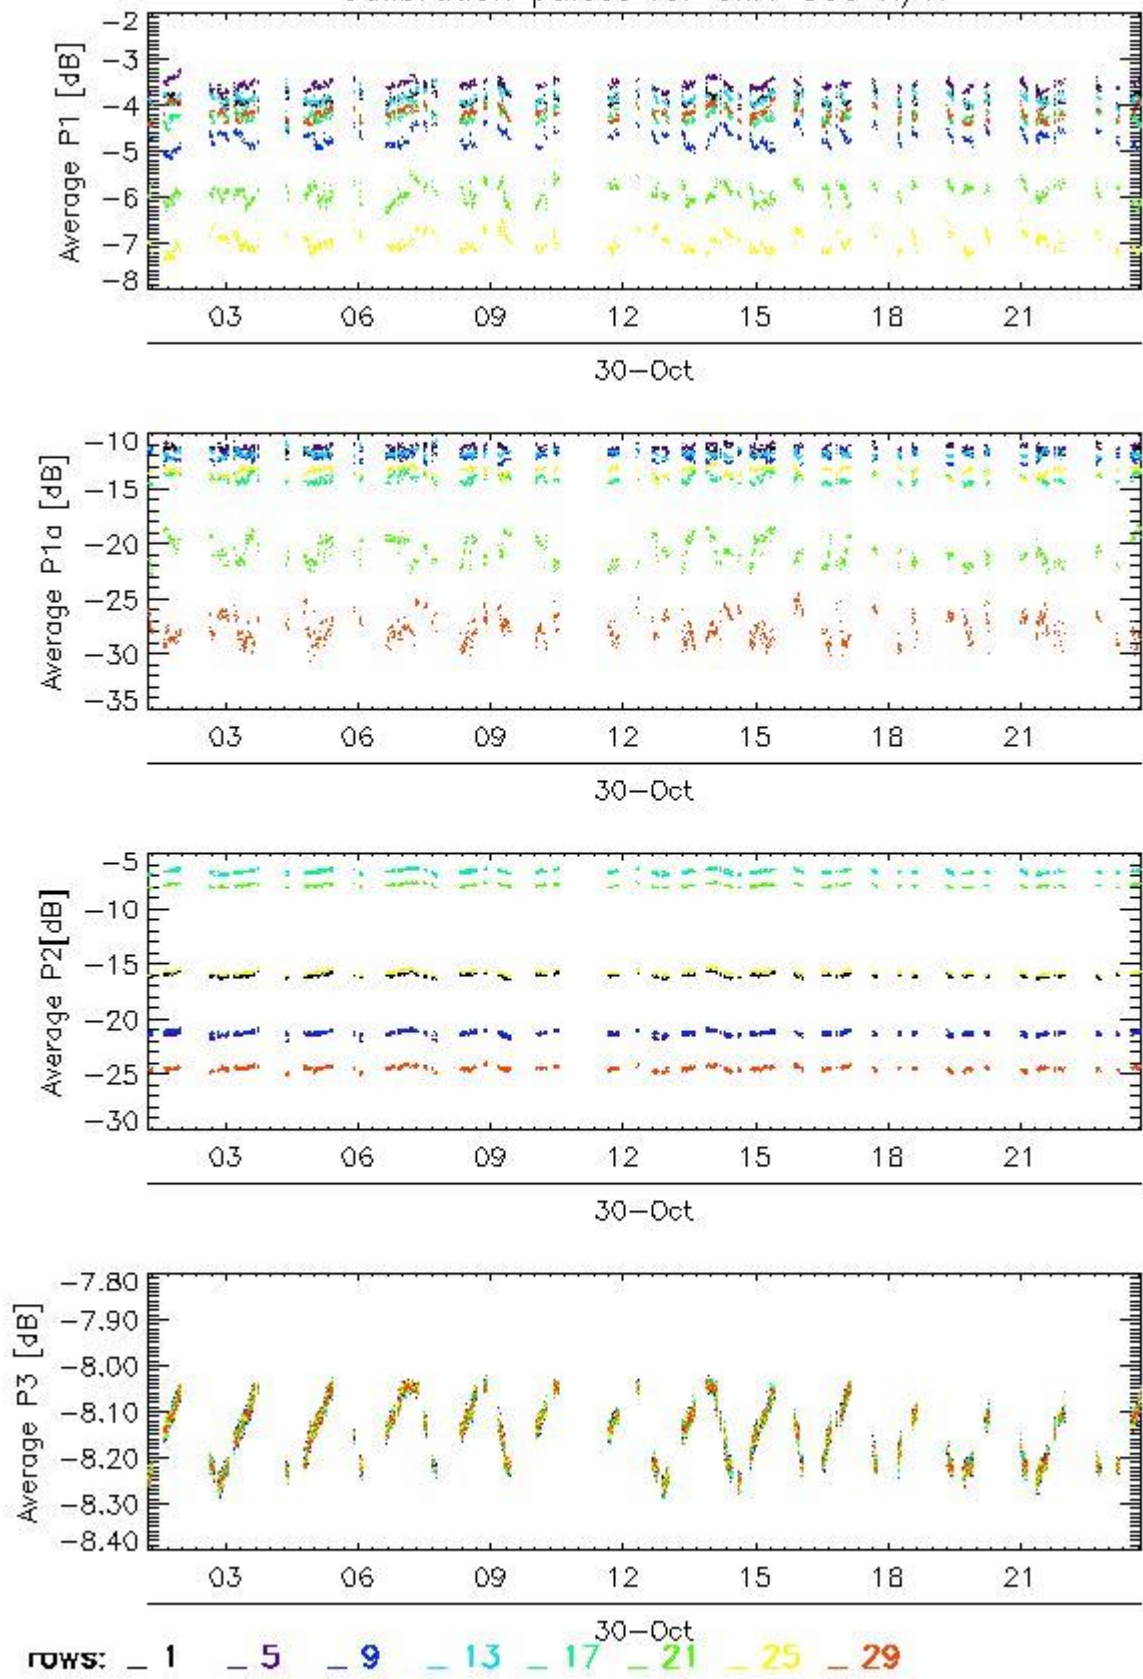 -2
-3
-4
-5
-6
-7
-8
Average P1 [dB]
03 06 09 12 15 18 21
30-Oct
-10
-15
-20
-25
-30
-35
Average P1a [dB]
03 06 09 12 15 18 21
30-Oct
-5
-10
-15
-20
-25
-30
Average P2[dB]
03 06 09 12 15 18 21
30-Oct
-7.80
-7.90
-8.00
-8.10
-8.20
-8.30
-8.40
Average P3 [dB]
03 06 09 12 15 18 21
30-Oct
rows: _ 1 _ 5 _ 9 _ 13 _ 17 _ 21 _ 25 _ 29